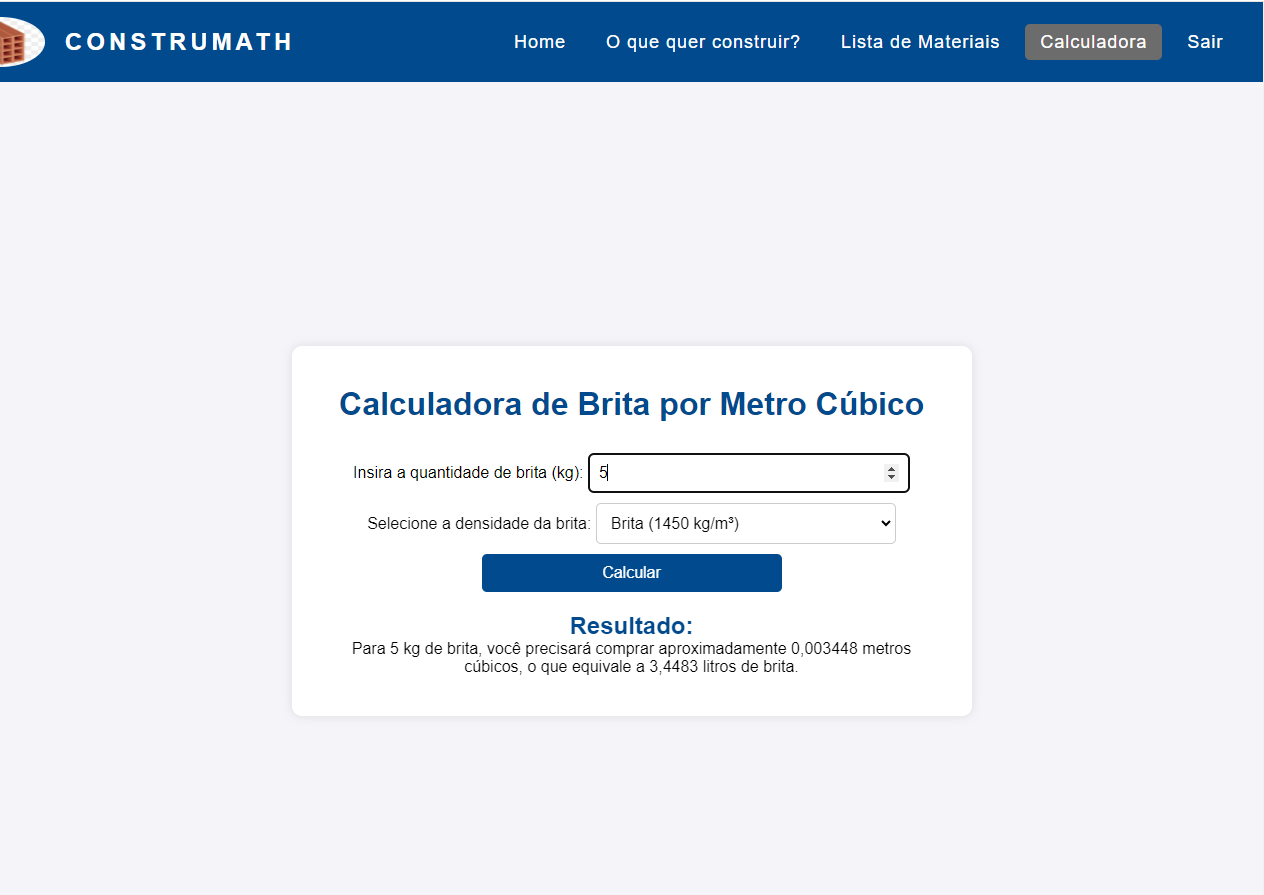 CONSTRUMATH
Home
O que quer construir?
Lista de Materiais
Calculadora
Sair
Calculadora de Brita por Metro Cúbico
Insira a quantidade de brita (kg):
5
Selecione a densidade da brita:
Brita (1450 kg/m³)
Calcular
Resultado:
Para 5 kg de brita, você precisará comprar aproximadamente 0,003448 metros
cúbicos, o que equivale a 3,4483 litros de brita.